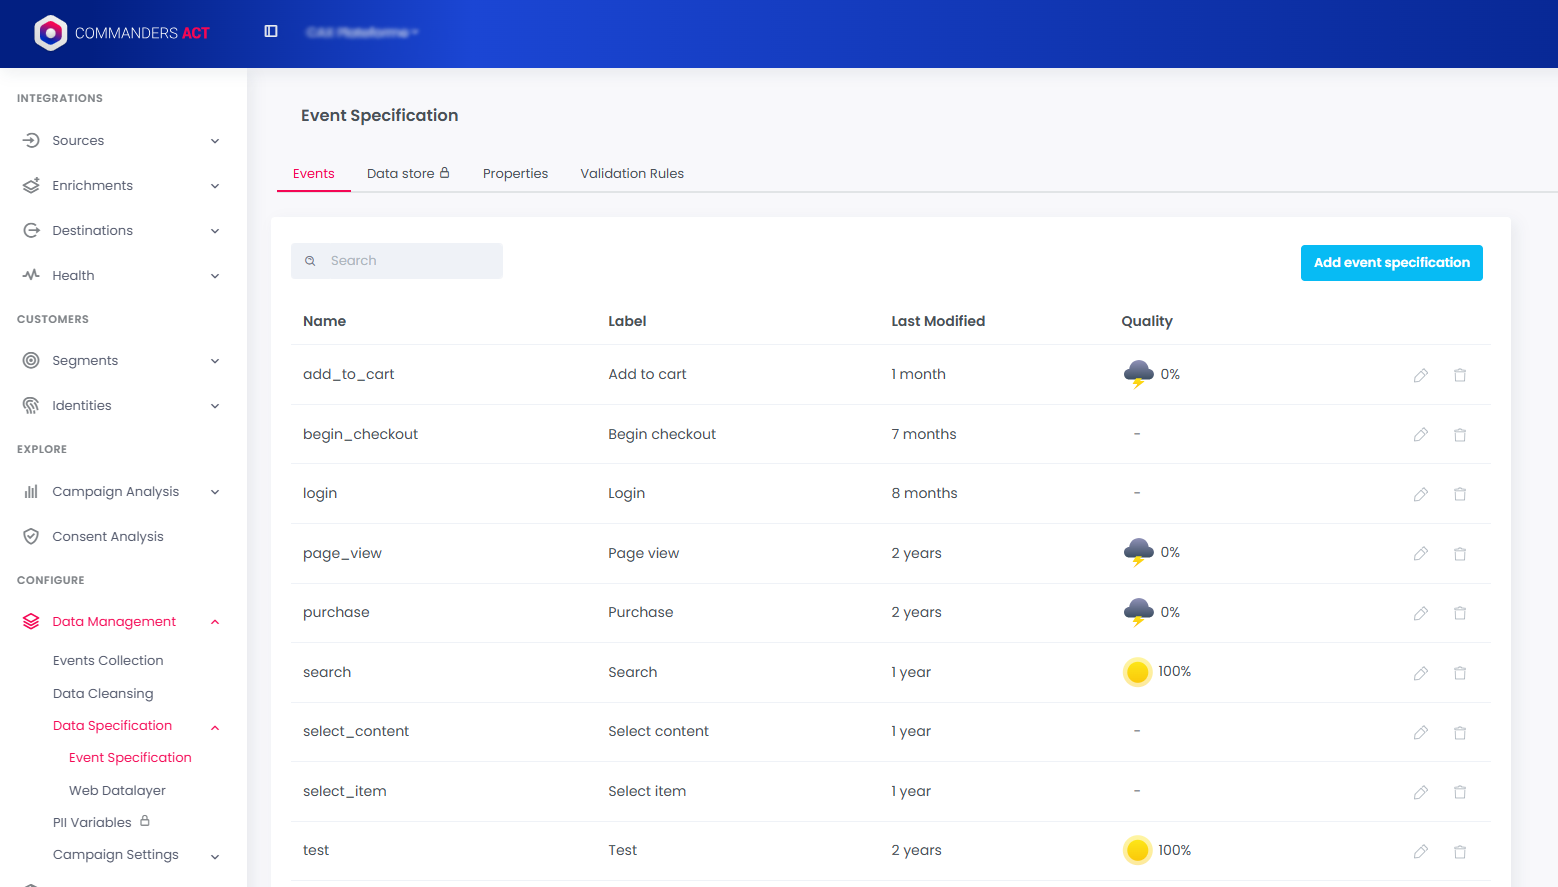 COMMANDERS ACT
INTEGRATIONS
Sources
Enrichments
Destinations
Health
CUSTOMERS
Segments
Identities
EXPLORE
Campaign Analysis
Consent Analysis
CONFIGURE
Data Management
Events Collection
Data Cleansing
Data Specification
Event Specification
Web Datalayer
PII Variables
Campaign Settings
Event Specification
Events Data store Properties Validation Rules
Search
Add event specification
Name Label Last Modified Quality
add_to_cart Add to cart 1 month 0%
begin_checkout Begin checkout 7 months -
login Login 8 months -
page_view Page view 2 years 0%
purchase Purchase 2 years 0%
search Search 1 year 100%
select_content Select content 1 year -
select_item Select item 1 year -
test Test 2 years 100%